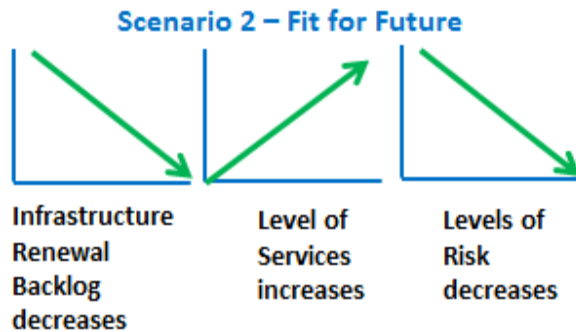 Scenario 2 – Fit for Future
Infrastructure
Renewal
Backlog
decreases
Level of
Services
increases
Levels of
Risk
decreases